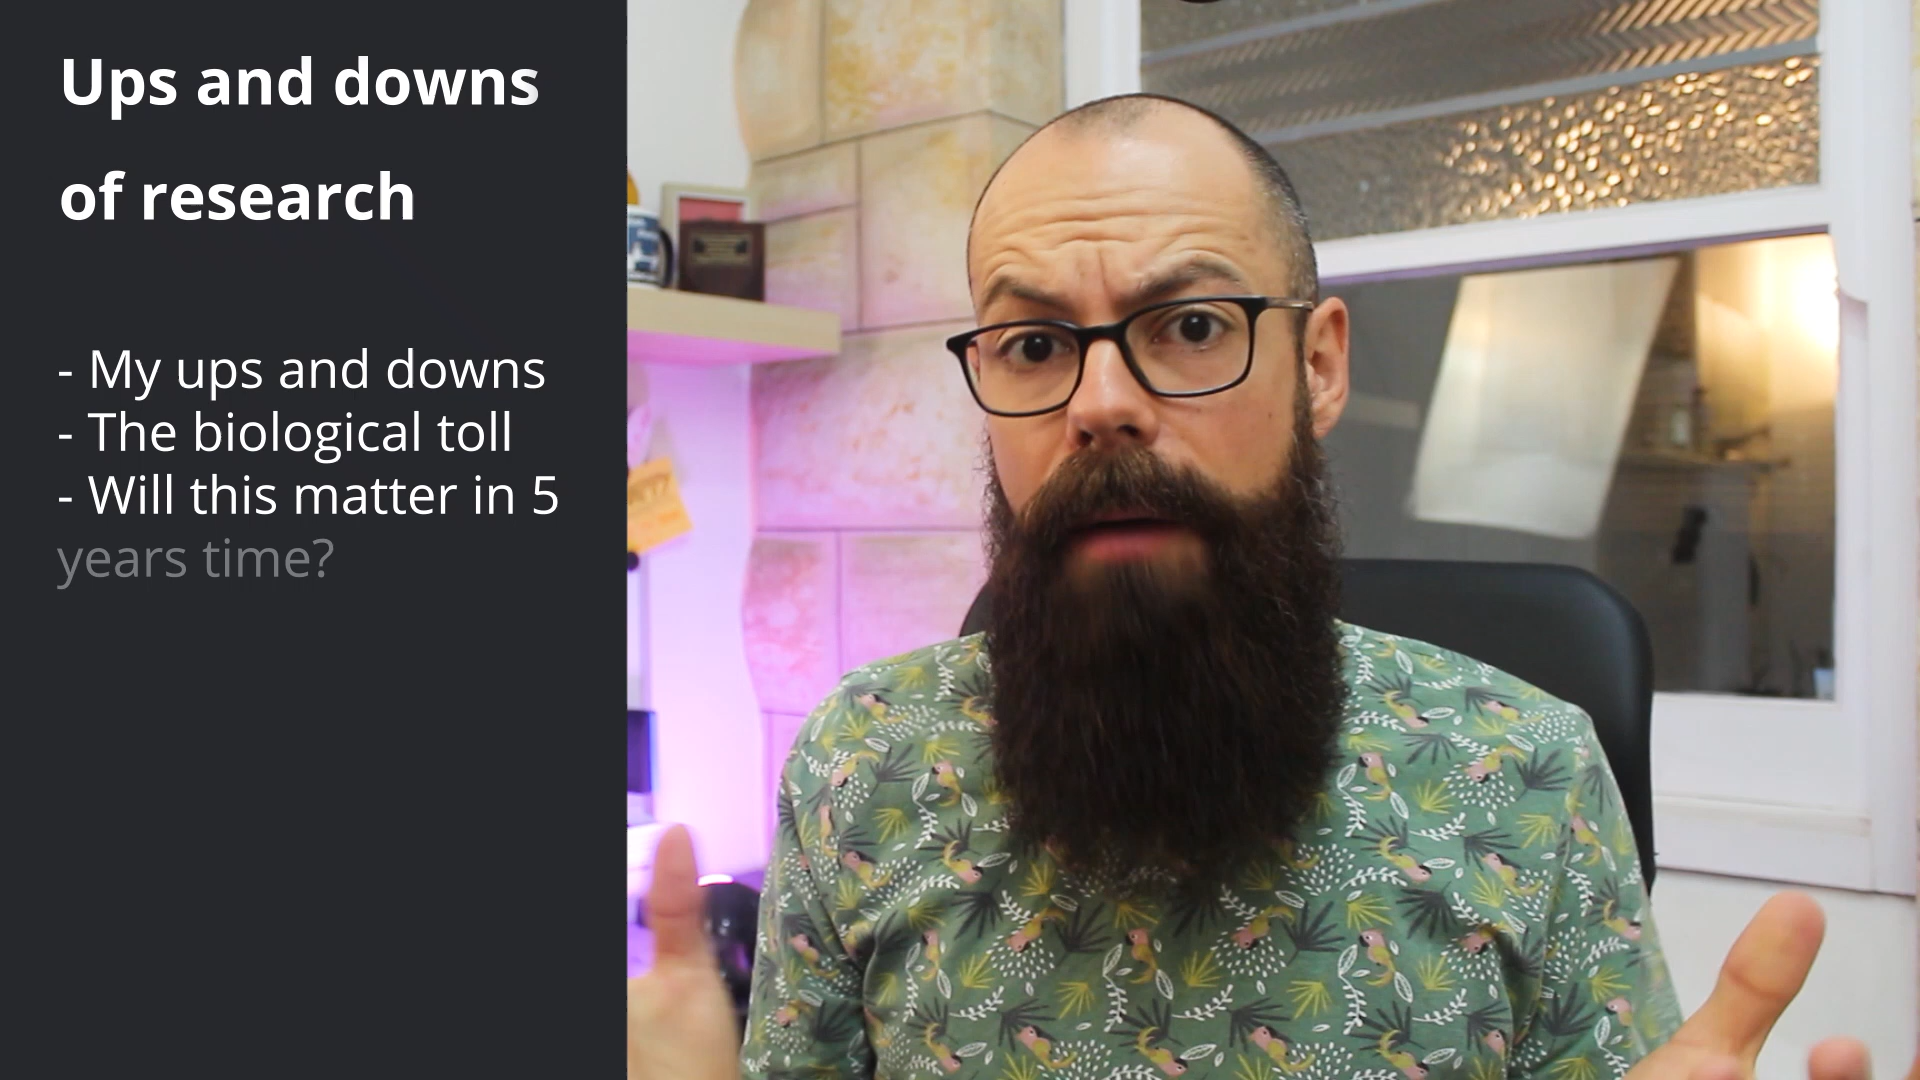 Ups and downs
of research
- My ups and downs
- The biological toll
- Will this matter in 5
years time?